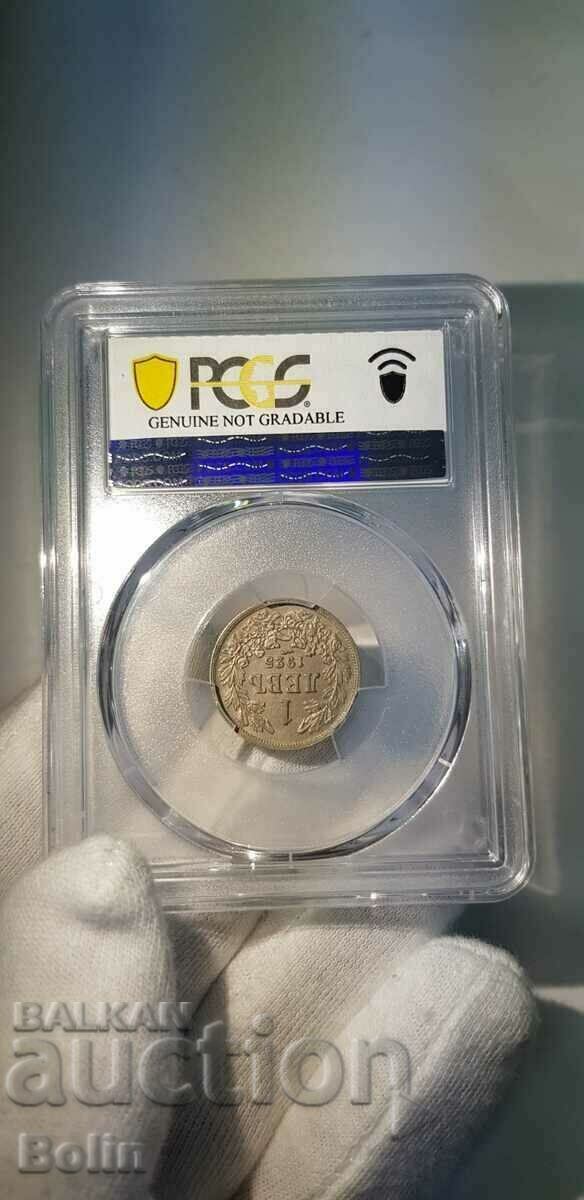 PCGS®
GENUINE NOT GRADABLE
1
ЛЕВЪ
1925
BALKAN
auction
Bolin